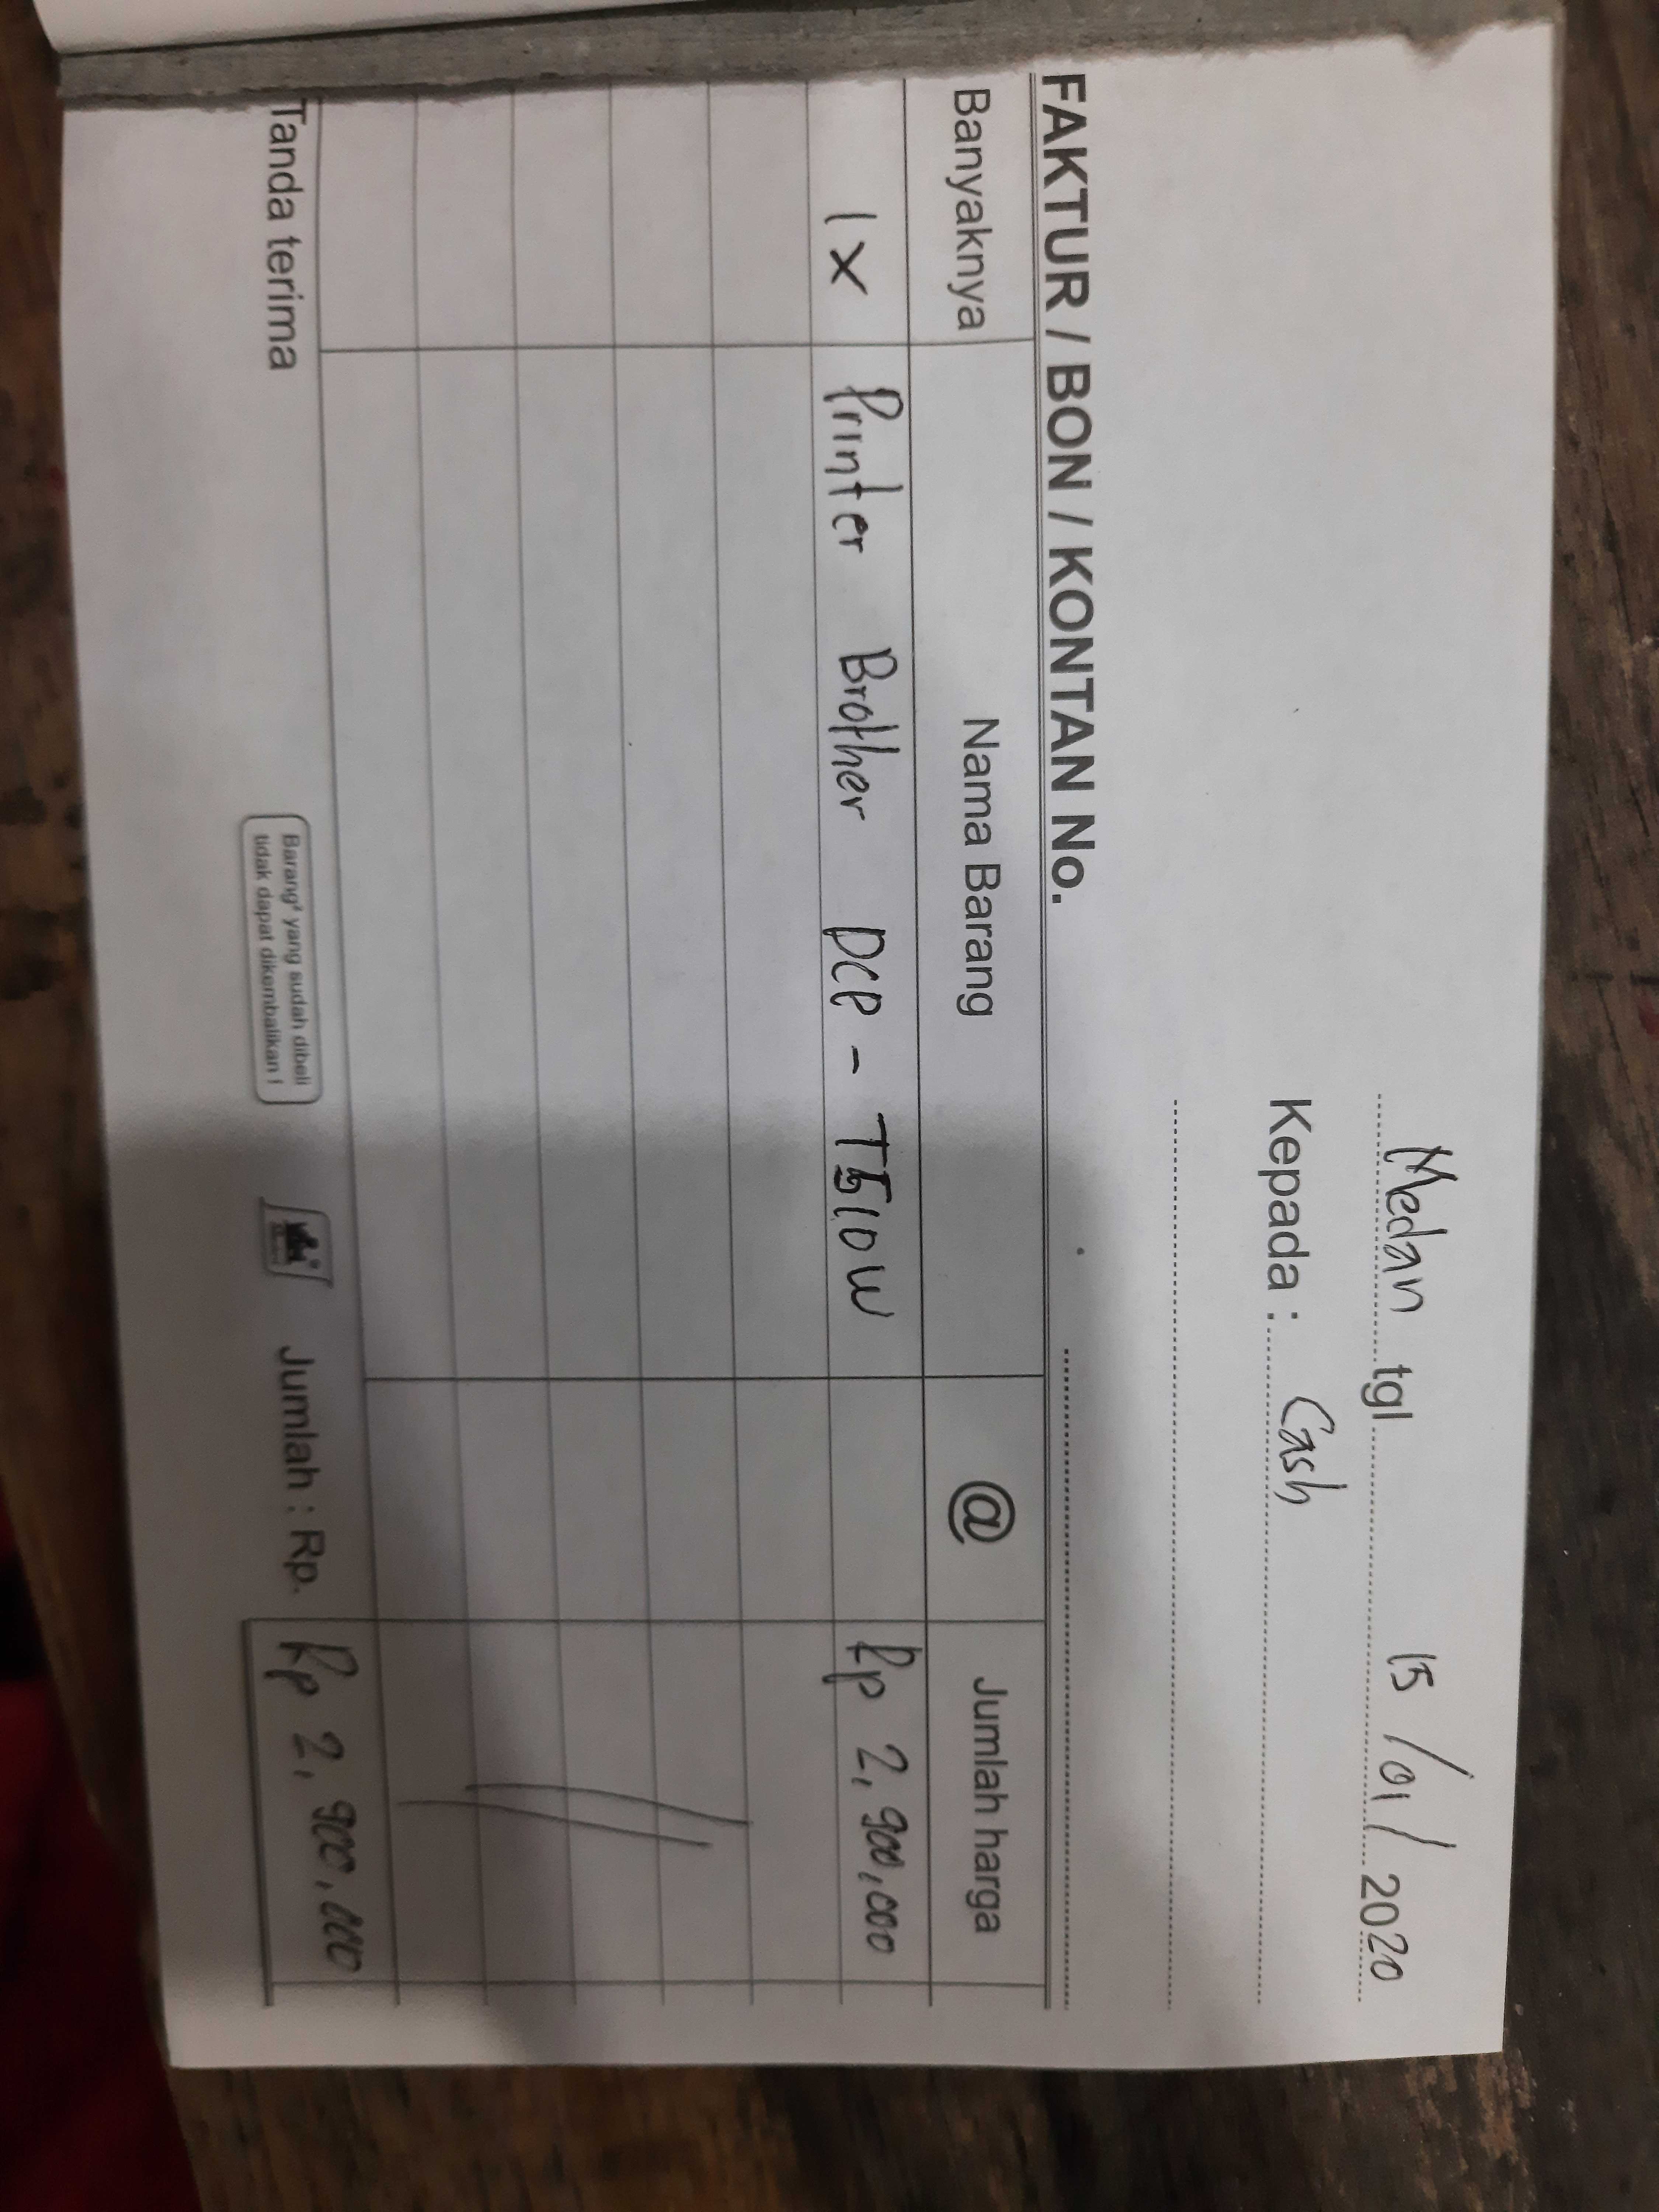 Medan tgl 15/01/2020
Kepada : Cash
FAKTUR / BON / KONTAN No.
Banyaknya Nama Barang @ Jumlah harga
1x Printer Brother DCP - T510W Rp 2,900,000
Tanda terima Jumlah : Rp. Rp 2,900,000
Barang² yang sudah dibeli
tidak dapat dikembalikan !